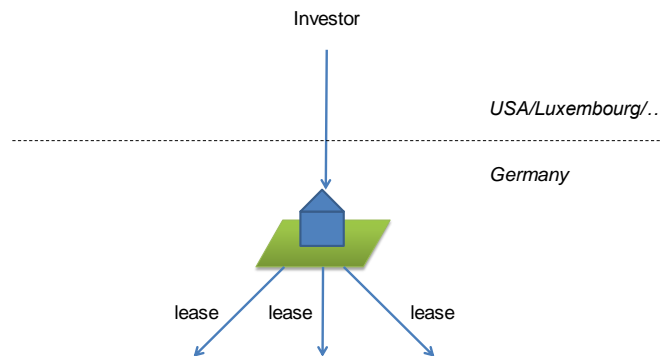 Investor
USA/Luxembourg/…
Germany
lease
lease
lease